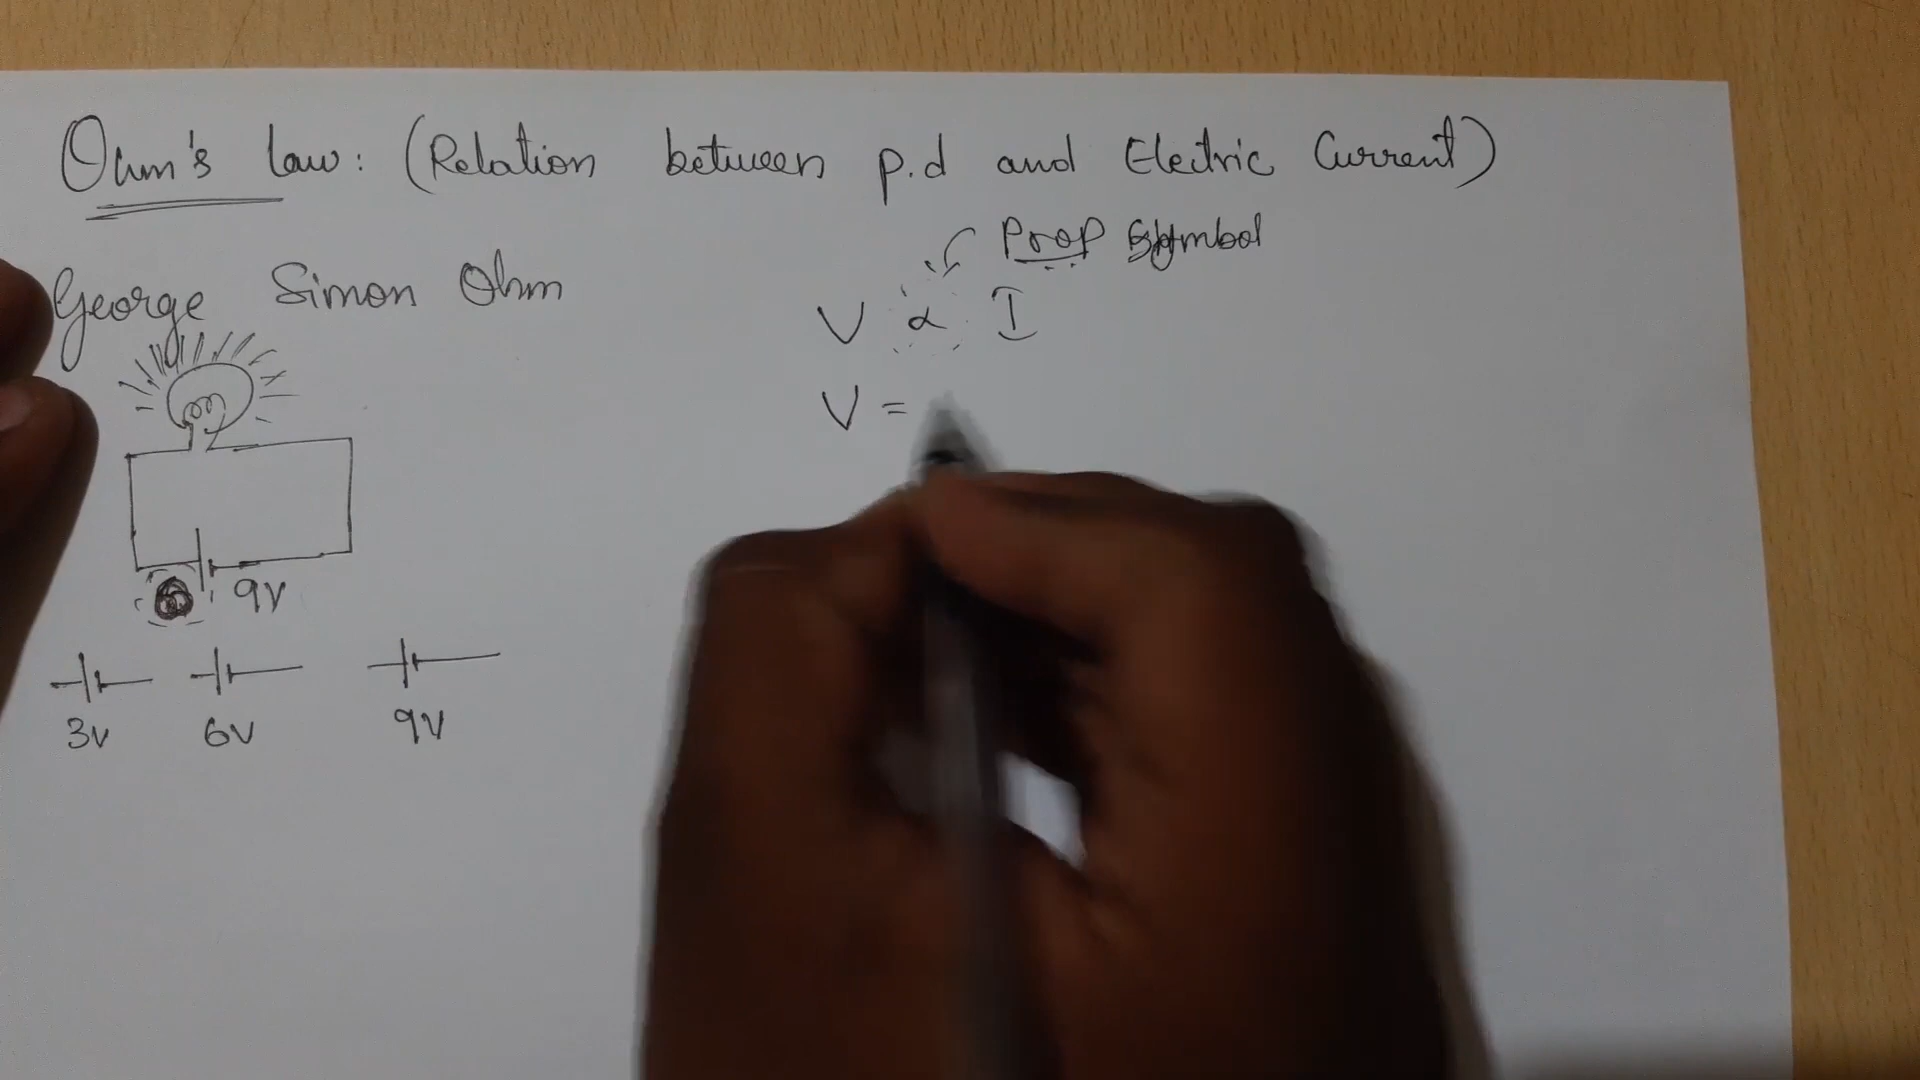 Ohm's law: (Relation between p.d and Electric Current)
Prop Symbol
George Simon Ohm
V ∝ I
V =
9V
3V 6V 9V